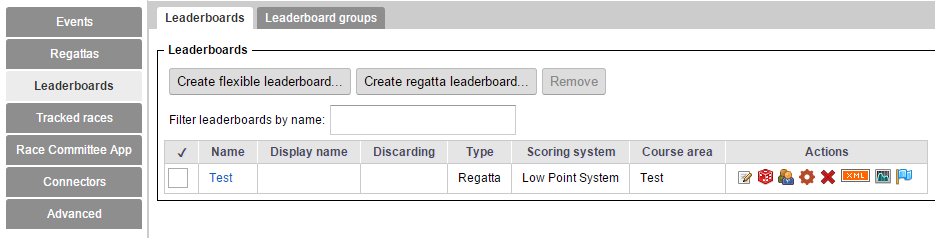 Events
Regattas
Leaderboards
Tracked races
Race Committee App
Connectors
Advanced
Leaderboards Leaderboard groups
Leaderboards
Create flexible leaderboard... Create regatta leaderboard... Remove
Filter leaderboards by name:
✓ Name Display name Discarding Type Scoring system Course area Actions
Test Regatta Low Point System Test XML